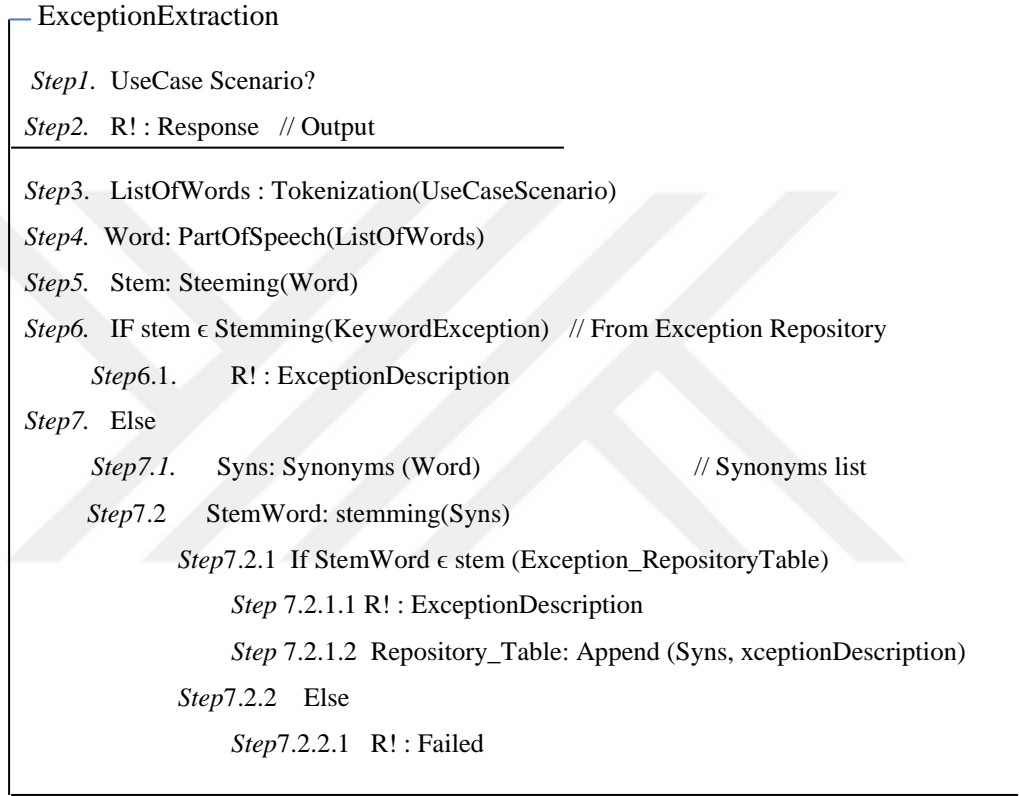 ExceptionExtraction
Step1. UseCase Scenario?
Step2. R! : Response // Output
Step3. ListOfWords : Tokenization(UseCaseScenario)
Step4. Word: PartOfSpeech(ListOfWords)
Step5. Stem: Steeming(Word)
Step6. IF stem ϵ Stemming(KeywordException) // From Exception Repository
Step6.1. R! : ExceptionDescription
Step7. Else
Step7.1. Syns: Synonyms (Word) // Synonyms list
Step7.2 StemWord: stemming(Syns)
Step7.2.1 If StemWord ϵ stem (Exception_RepositoryTable)
Step 7.2.1.1 R! : ExceptionDescription
Step 7.2.1.2 Repository_Table: Append (Syns, xceptionDescription)
Step7.2.2 Else
Step7.2.2.1 R! : Failed